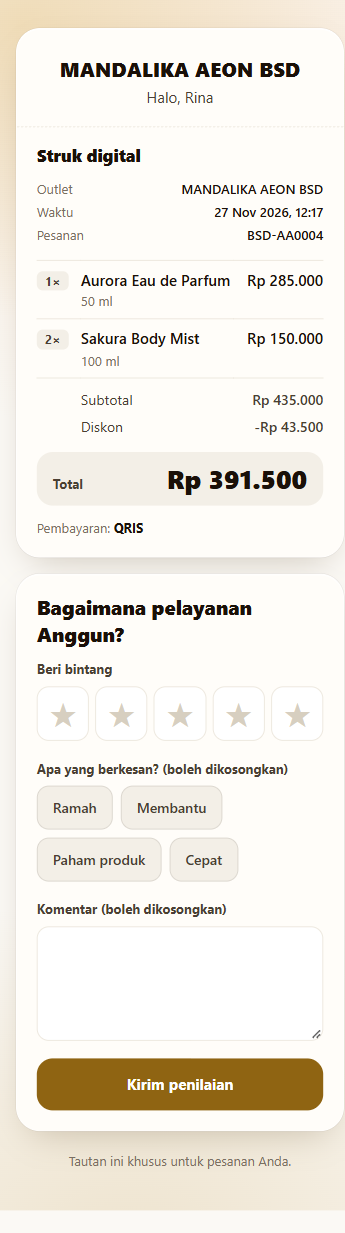 MANDALIKA AEON BSD
Halo, Rina
Struk digital
Outlet MANDALIKA AEON BSD
Waktu 27 Nov 2026, 12:17
Pesanan BSD-AA0004
1× Aurora Eau de Parfum Rp 285.000
50 ml
2× Sakura Body Mist Rp 150.000
100 ml
Subtotal Rp 435.000
Diskon -Rp 43.500
Total Rp 391.500
Pembayaran: QRIS
Bagaimana pelayanan
Anggun?
Beri bintang
Apa yang berkesan? (boleh dikosongkan)
Ramah Membantu
Paham produk Cepat
Komentar (boleh dikosongkan)
Kirim penilaian
Tautan ini khusus untuk pesanan Anda.